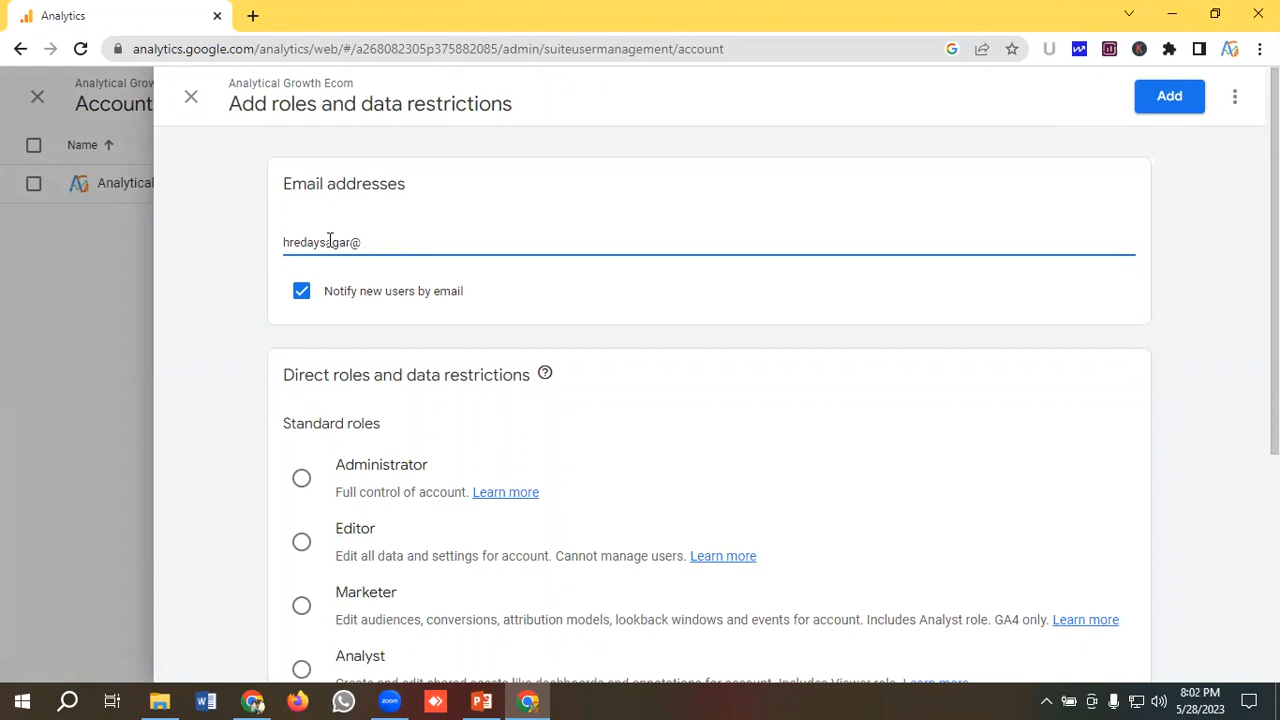 Analytics
analytics.google.com/analytics/web/#/a268082305p375882085/admin/suiteusermanagement/account
Analytical Grow
Account
Name
Analytical
Analytical Growth Ecom
Add roles and data restrictions
Add
Email addresses
hredaysagar@
Notify new users by email
Direct roles and data restrictions
Standard roles
Administrator
Full control of account. Learn more
Editor
Edit all data and settings for account. Cannot manage users. Learn more
Marketer
Edit audiences, conversions, attribution models, lookback windows and events for account. Includes Analyst role. GA4 only. Learn more
Analyst
Create and edit shared assets like dashboards and annotations for account. Includes Viewer role. Learn more
zoom
8:02 PM
5/28/2023